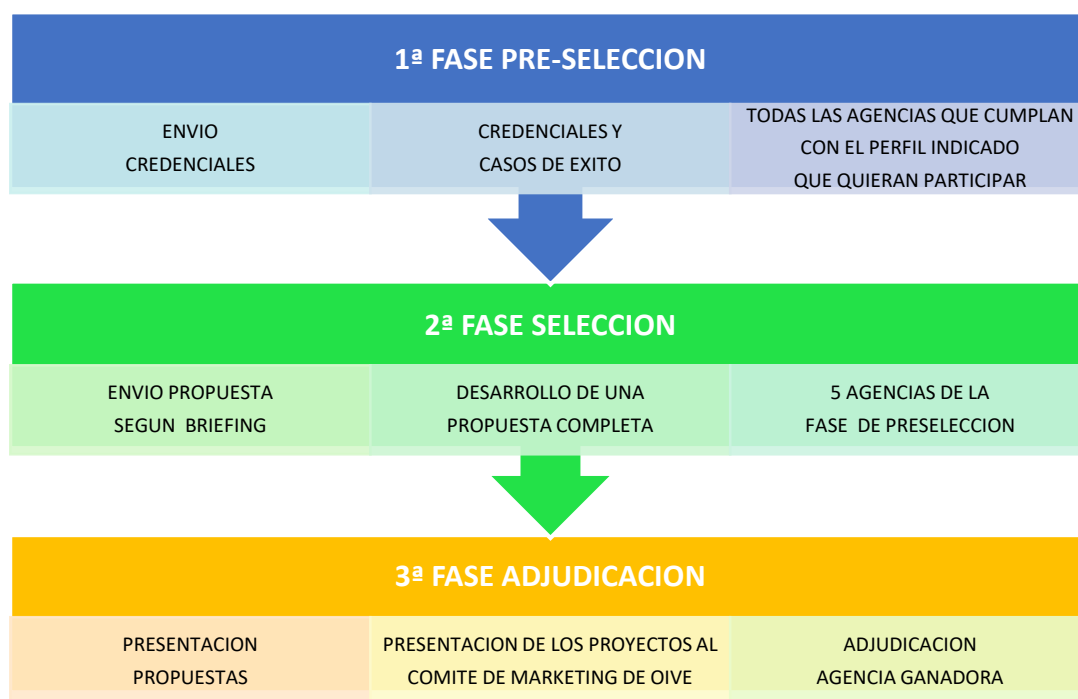 1ª FASE PRE-SELECCION
ENVIO
CREDENCIALES
CREDENCIALES Y
CASOS DE EXITO
TODAS LAS AGENCIAS QUE CUMPLAN
CON EL PERFIL INDICADO
QUE QUIERAN PARTICIPAR
2ª FASE SELECCION
ENVIO PROPUESTA
SEGUN BRIEFING
DESARROLLO DE UNA
PROPUESTA COMPLETA
5 AGENCIAS DE LA
FASE DE PRESELECCION
3ª FASE ADJUDICACION
PRESENTACION
PROPUESTAS
PRESENTACION DE LOS PROYECTOS AL
COMITE DE MARKETING DE OIVE
ADJUDICACION
AGENCIA GANADORA